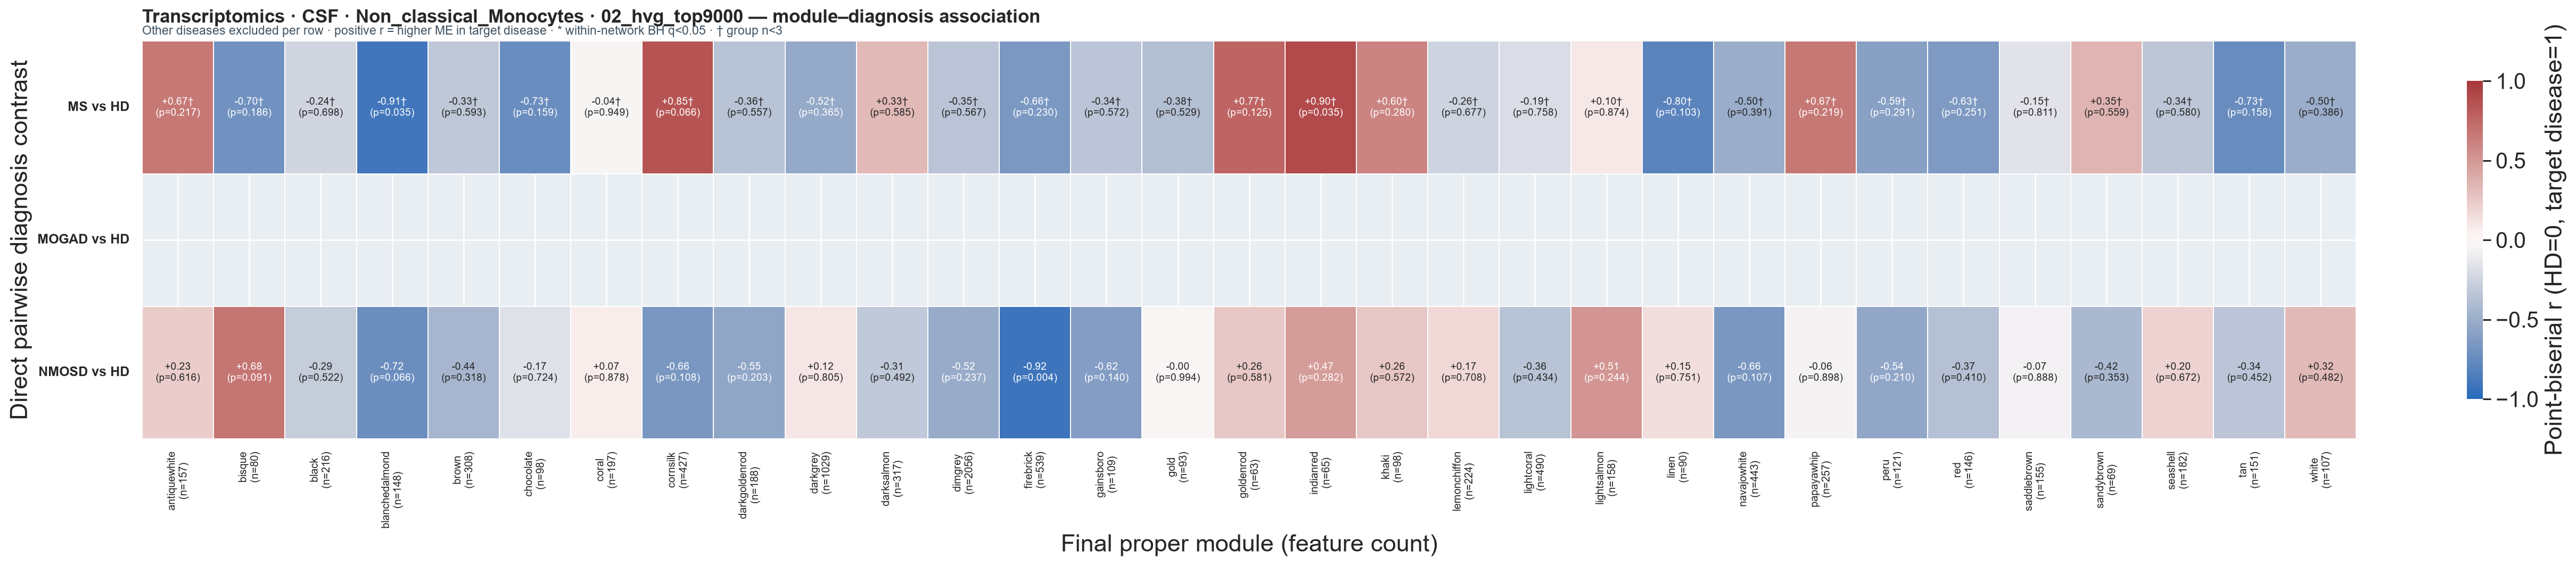 Transcriptomics · CSF · Non_classical_Monocytes · 02_hvg_top9000 — module–diagnosis association
Other diseases excluded per row · positive r = higher ME in target disease · * within-network BH q<0.05 · † group n<3
Direct pairwise diagnosis contrast
MS vs HD
+0.67† -0.70† -0.24† -0.91† -0.33† -0.73† -0.04† +0.85† -0.36† -0.52† +0.33† -0.35† -0.66† -0.34† -0.38† +0.77† +0.90† +0.60† -0.26† -0.19† +0.10† -0.80† -0.50† +0.67† -0.59† -0.63† -0.15† +0.35† -0.34† -0.73† -0.50†
(p=0.217) (p=0.186) (p=0.698) (p=0.035) (p=0.593) (p=0.159) (p=0.949) (p=0.066) (p=0.557) (p=0.365) (p=0.585) (p=0.567) (p=0.230) (p=0.572) (p=0.529) (p=0.125) (p=0.035) (p=0.280) (p=0.677) (p=0.758) (p=0.874) (p=0.103) (p=0.391) (p=0.219) (p=0.291) (p=0.251) (p=0.811) (p=0.559) (p=0.580) (p=0.158) (p=0.386)
MOGAD vs HD
NMOSD vs HD
+0.23 +0.68 -0.29 -0.72 -0.44 -0.17 +0.07 -0.66 -0.55 +0.12 -0.31 -0.52 -0.92 -0.62 -0.00 +0.26 +0.47 +0.26 +0.17 -0.36 +0.51 +0.15 -0.66 -0.06 -0.54 -0.37 -0.07 -0.42 +0.20 -0.34 +0.32
(p=0.616) (p=0.091) (p=0.522) (p=0.066) (p=0.318) (p=0.724) (p=0.878) (p=0.108) (p=0.203) (p=0.805) (p=0.492) (p=0.237) (p=0.004) (p=0.140) (p=0.994) (p=0.581) (p=0.282) (p=0.572) (p=0.708) (p=0.434) (p=0.244) (p=0.751) (p=0.107) (p=0.898) (p=0.210) (p=0.410) (p=0.888) (p=0.353) (p=0.672) (p=0.452) (p=0.482)
antiquewhite
(n=157)
bisque
(n=80)
black
(n=216)
blanchedalmond
(n=148)
brown
(n=308)
chocolate
(n=98)
coral
(n=197)
cornsilk
(n=427)
darkgoldenrod
(n=188)
darkgrey
(n=1029)
darksalmon
(n=317)
dimgrey
(n=2056)
firebrick
(n=539)
gainsboro
(n=109)
gold
(n=93)
goldenrod
(n=63)
indianred
(n=65)
khaki
(n=98)
lemonchiffon
(n=224)
lightcoral
(n=490)
lightsalmon
(n=158)
linen
(n=90)
navajowhite
(n=443)
papayawhip
(n=257)
peru
(n=121)
red
(n=146)
saddlebrown
(n=155)
sandybrown
(n=69)
seashell
(n=182)
tan
(n=151)
white
(n=107)
Final proper module (feature count)
1.0
0.5
0.0
−0.5
−1.0
Point-biserial r (HD=0, target disease=1)